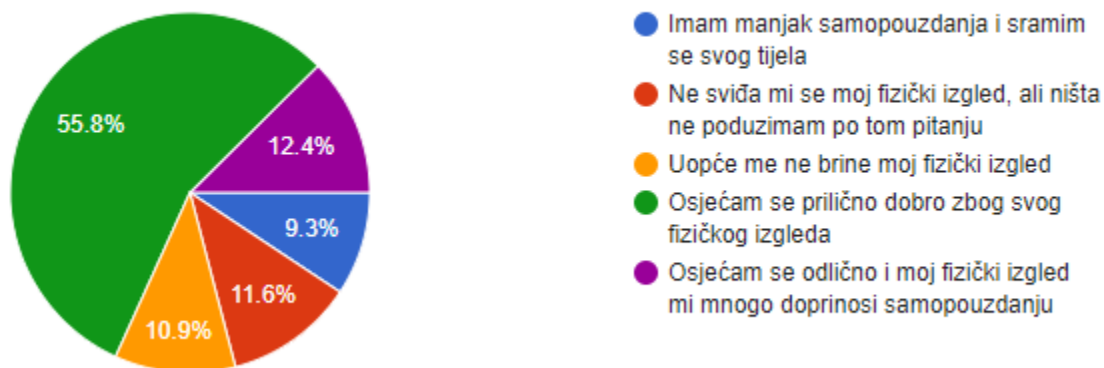 55.8%
12.4%
9.3%
11.6%
10.9%
Imam manjak samopouzdanja i sramim
se svog tijela
Ne sviđa mi se moj fizički izgled, ali ništa
ne poduzimam po tom pitanju
Uopće me ne brine moj fizički izgled
Osjećam se prilično dobro zbog svog
fizičkog izgleda
Osjećam se odlično i moj fizički izgled
mi mnogo doprinosi samopouzdanju